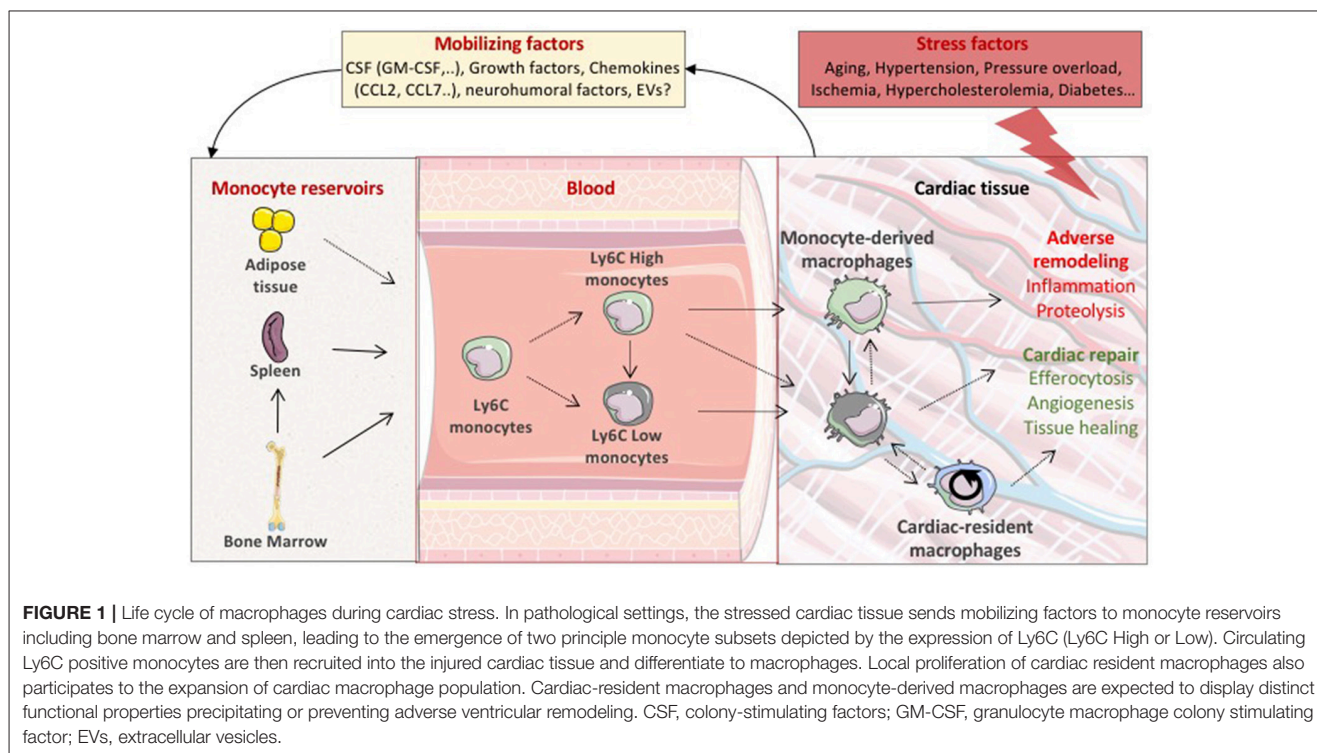 Mobilizing factors
CSF (GM-CSF,..), Growth factors, Chemokines
(CCL2, CCL7..), neurohumoral factors, EVs?
Stress factors
Aging, Hypertension, Pressure overload,
Ischemia, Hypercholesterolemia, Diabetes...
Monocyte reservoirs
Adipose
tissue
Spleen
Bone Marrow
Blood
Ly6C
monocytes
Ly6C High
monocytes
Ly6C Low
monocytes
Cardiac tissue
Monocyte-derived
macrophages
Cardiac-resident
macrophages
Adverse
remodeling
Inflammation
Proteolysis
Cardiac repair
Efferocytosis
Angiogenesis
Tissue healing
FIGURE 1 | Life cycle of macrophages during cardiac stress. In pathological settings, the stressed cardiac tissue sends mobilizing factors to monocyte reservoirs
including bone marrow and spleen, leading to the emergence of two principle monocyte subsets depicted by the expression of Ly6C (Ly6C High or Low). Circulating
Ly6C positive monocytes are then recruited into the injured cardiac tissue and differentiate to macrophages. Local proliferation of cardiac resident macrophages also
participates to the expansion of cardiac macrophage population. Cardiac-resident macrophages and monocyte-derived macrophages are expected to display distinct
functional properties precipitating or preventing adverse ventricular remodeling. CSF, colony-stimulating factors; GM-CSF, granulocyte macrophage colony stimulating
factor; EVs, extracellular vesicles.